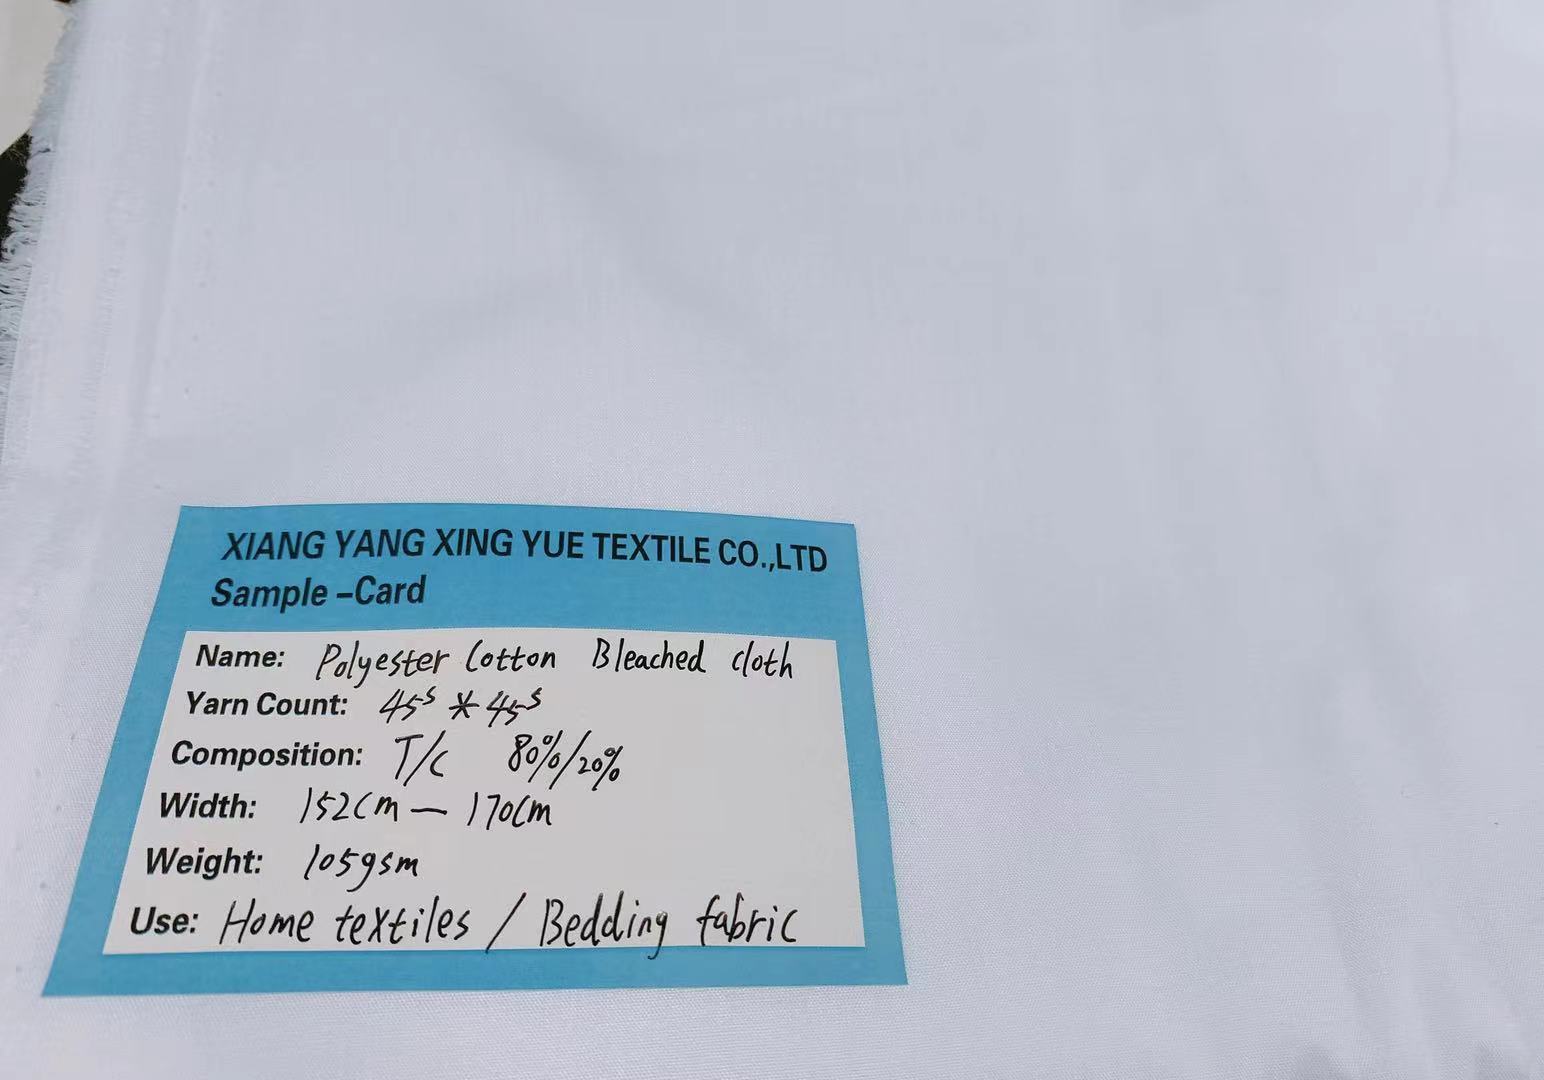 XIANG YANG XING YUE TEXTILE CO.,LTD
Sample -Card
Name: Polyester Cotton Bleached cloth
Yarn Count: 45s * 45s
Composition: T/C 80%/20%
Width: 152cm — 170cm
Weight: 105gsm
Use: Home textiles / Bedding fabric